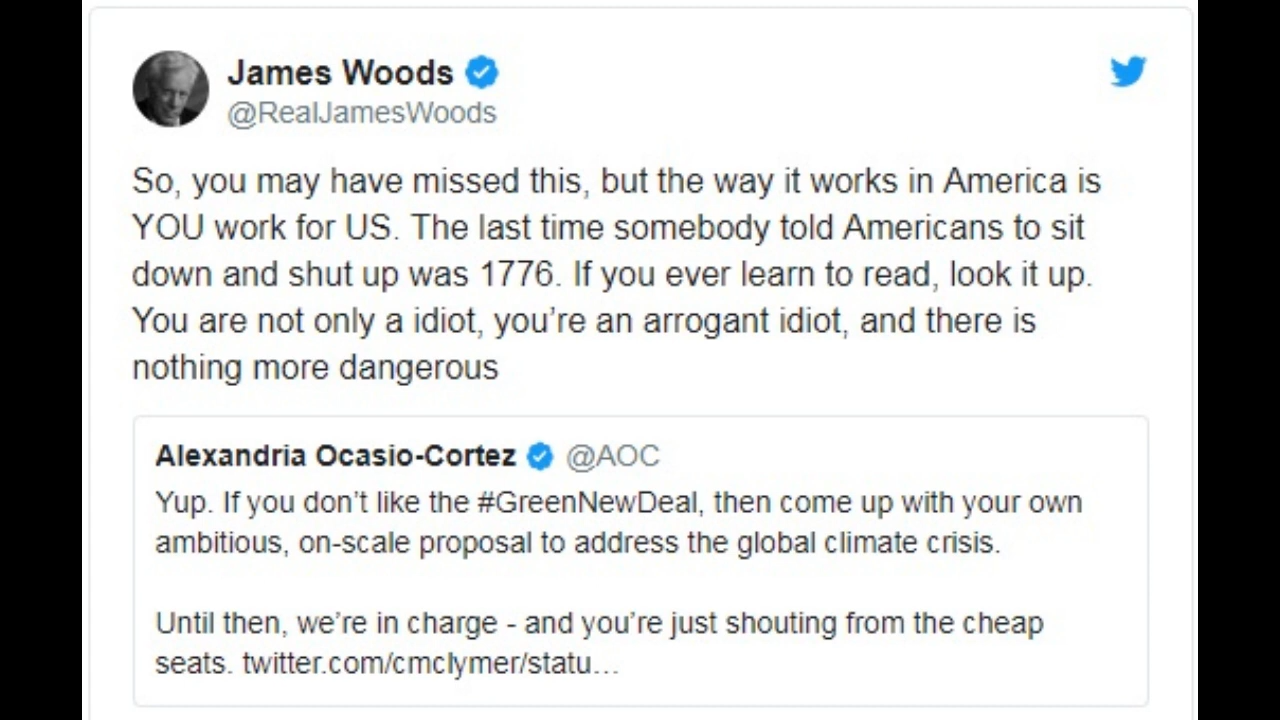 James Woods
@RealJamesWoods
So, you may have missed this, but the way it works in America is
YOU work for US. The last time somebody told Americans to sit
down and shut up was 1776. If you ever learn to read, look it up.
You are not only a idiot, you’re an arrogant idiot, and there is
nothing more dangerous
Alexandria Ocasio-Cortez @AOC
Yup. If you don’t like the #GreenNewDeal, then come up with your own
ambitious, on-scale proposal to address the global climate crisis.
Until then, we’re in charge - and you’re just shouting from the cheap
seats. twitter.com/cmclymer/statu…